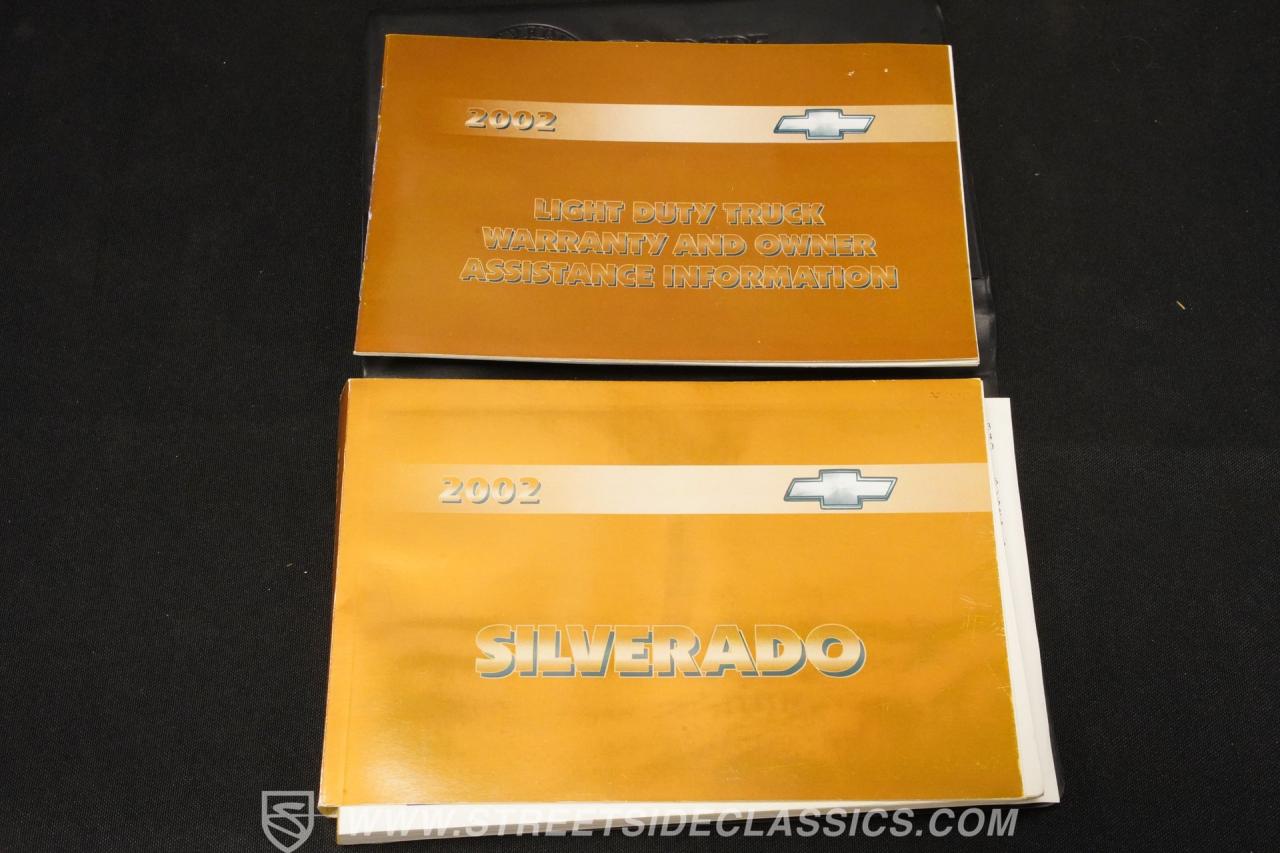 2002
LIGHT DUTY TRUCK
WARRANTY AND OWNER
ASSISTANCE INFORMATION
2002
SILVERADO
WWW.STREETSIDECLASSICS.COM